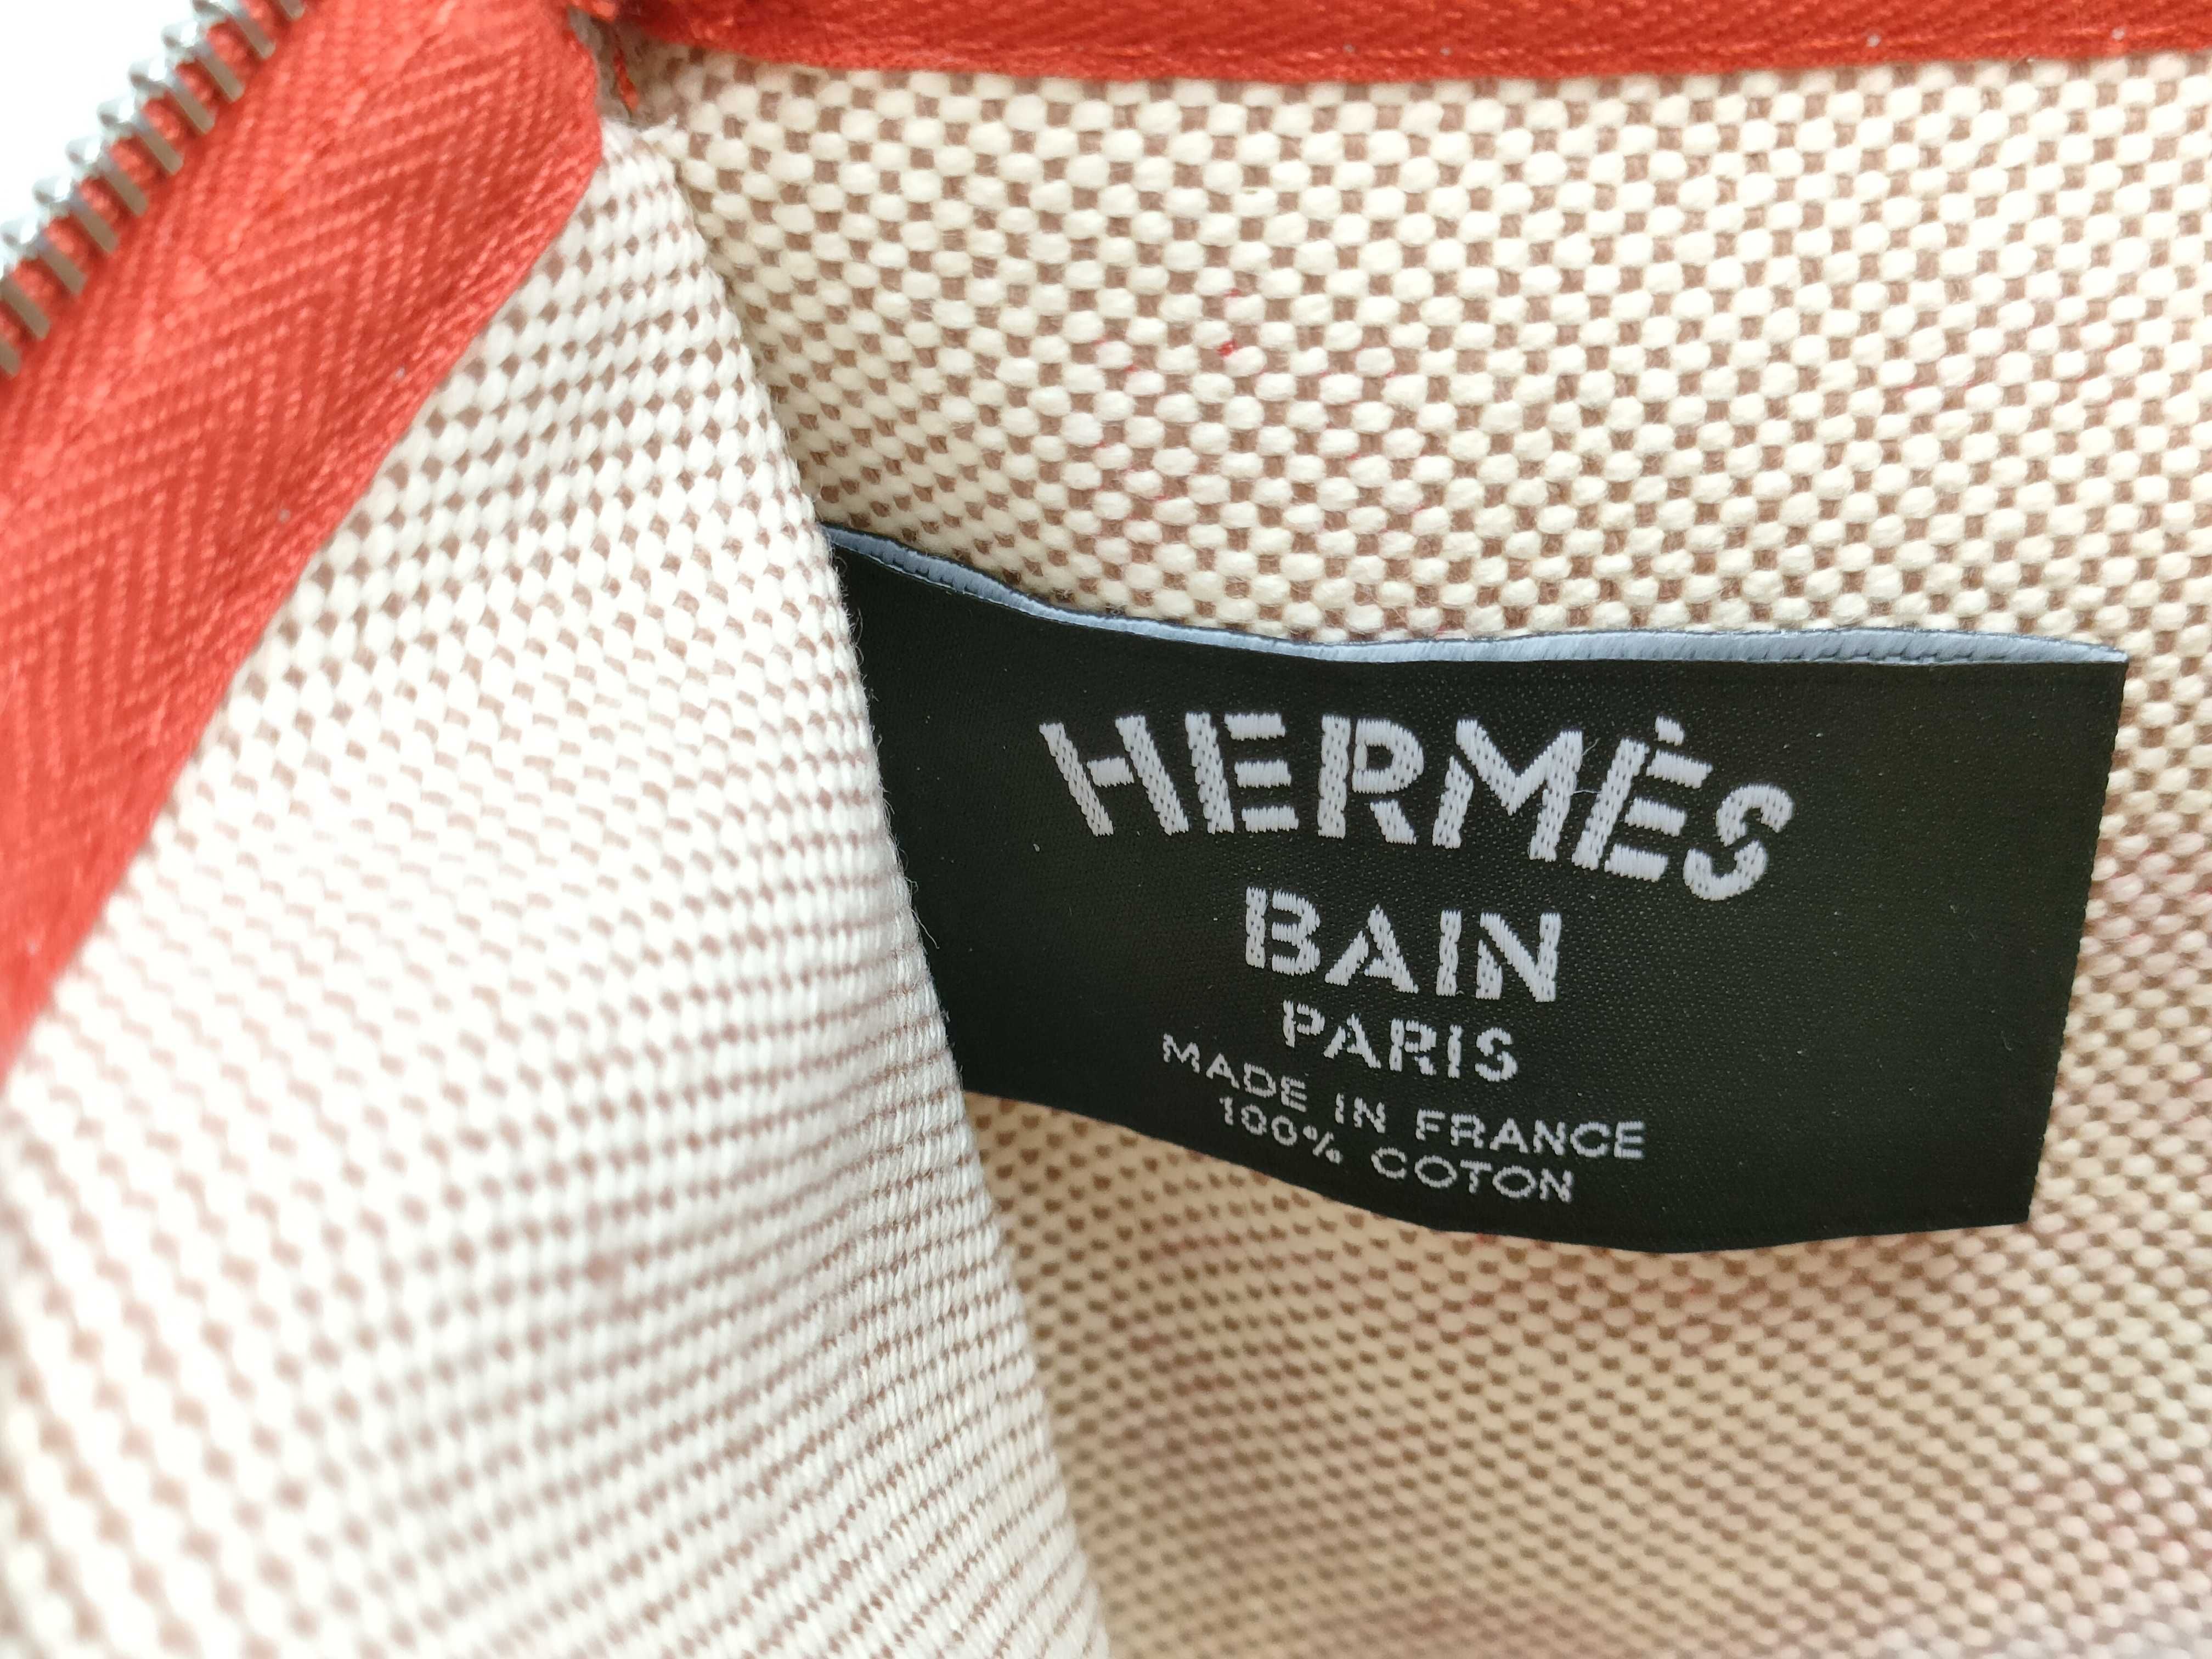 HERMÈS
BAIN
PARIS
MADE IN FRANCE
100% COTON